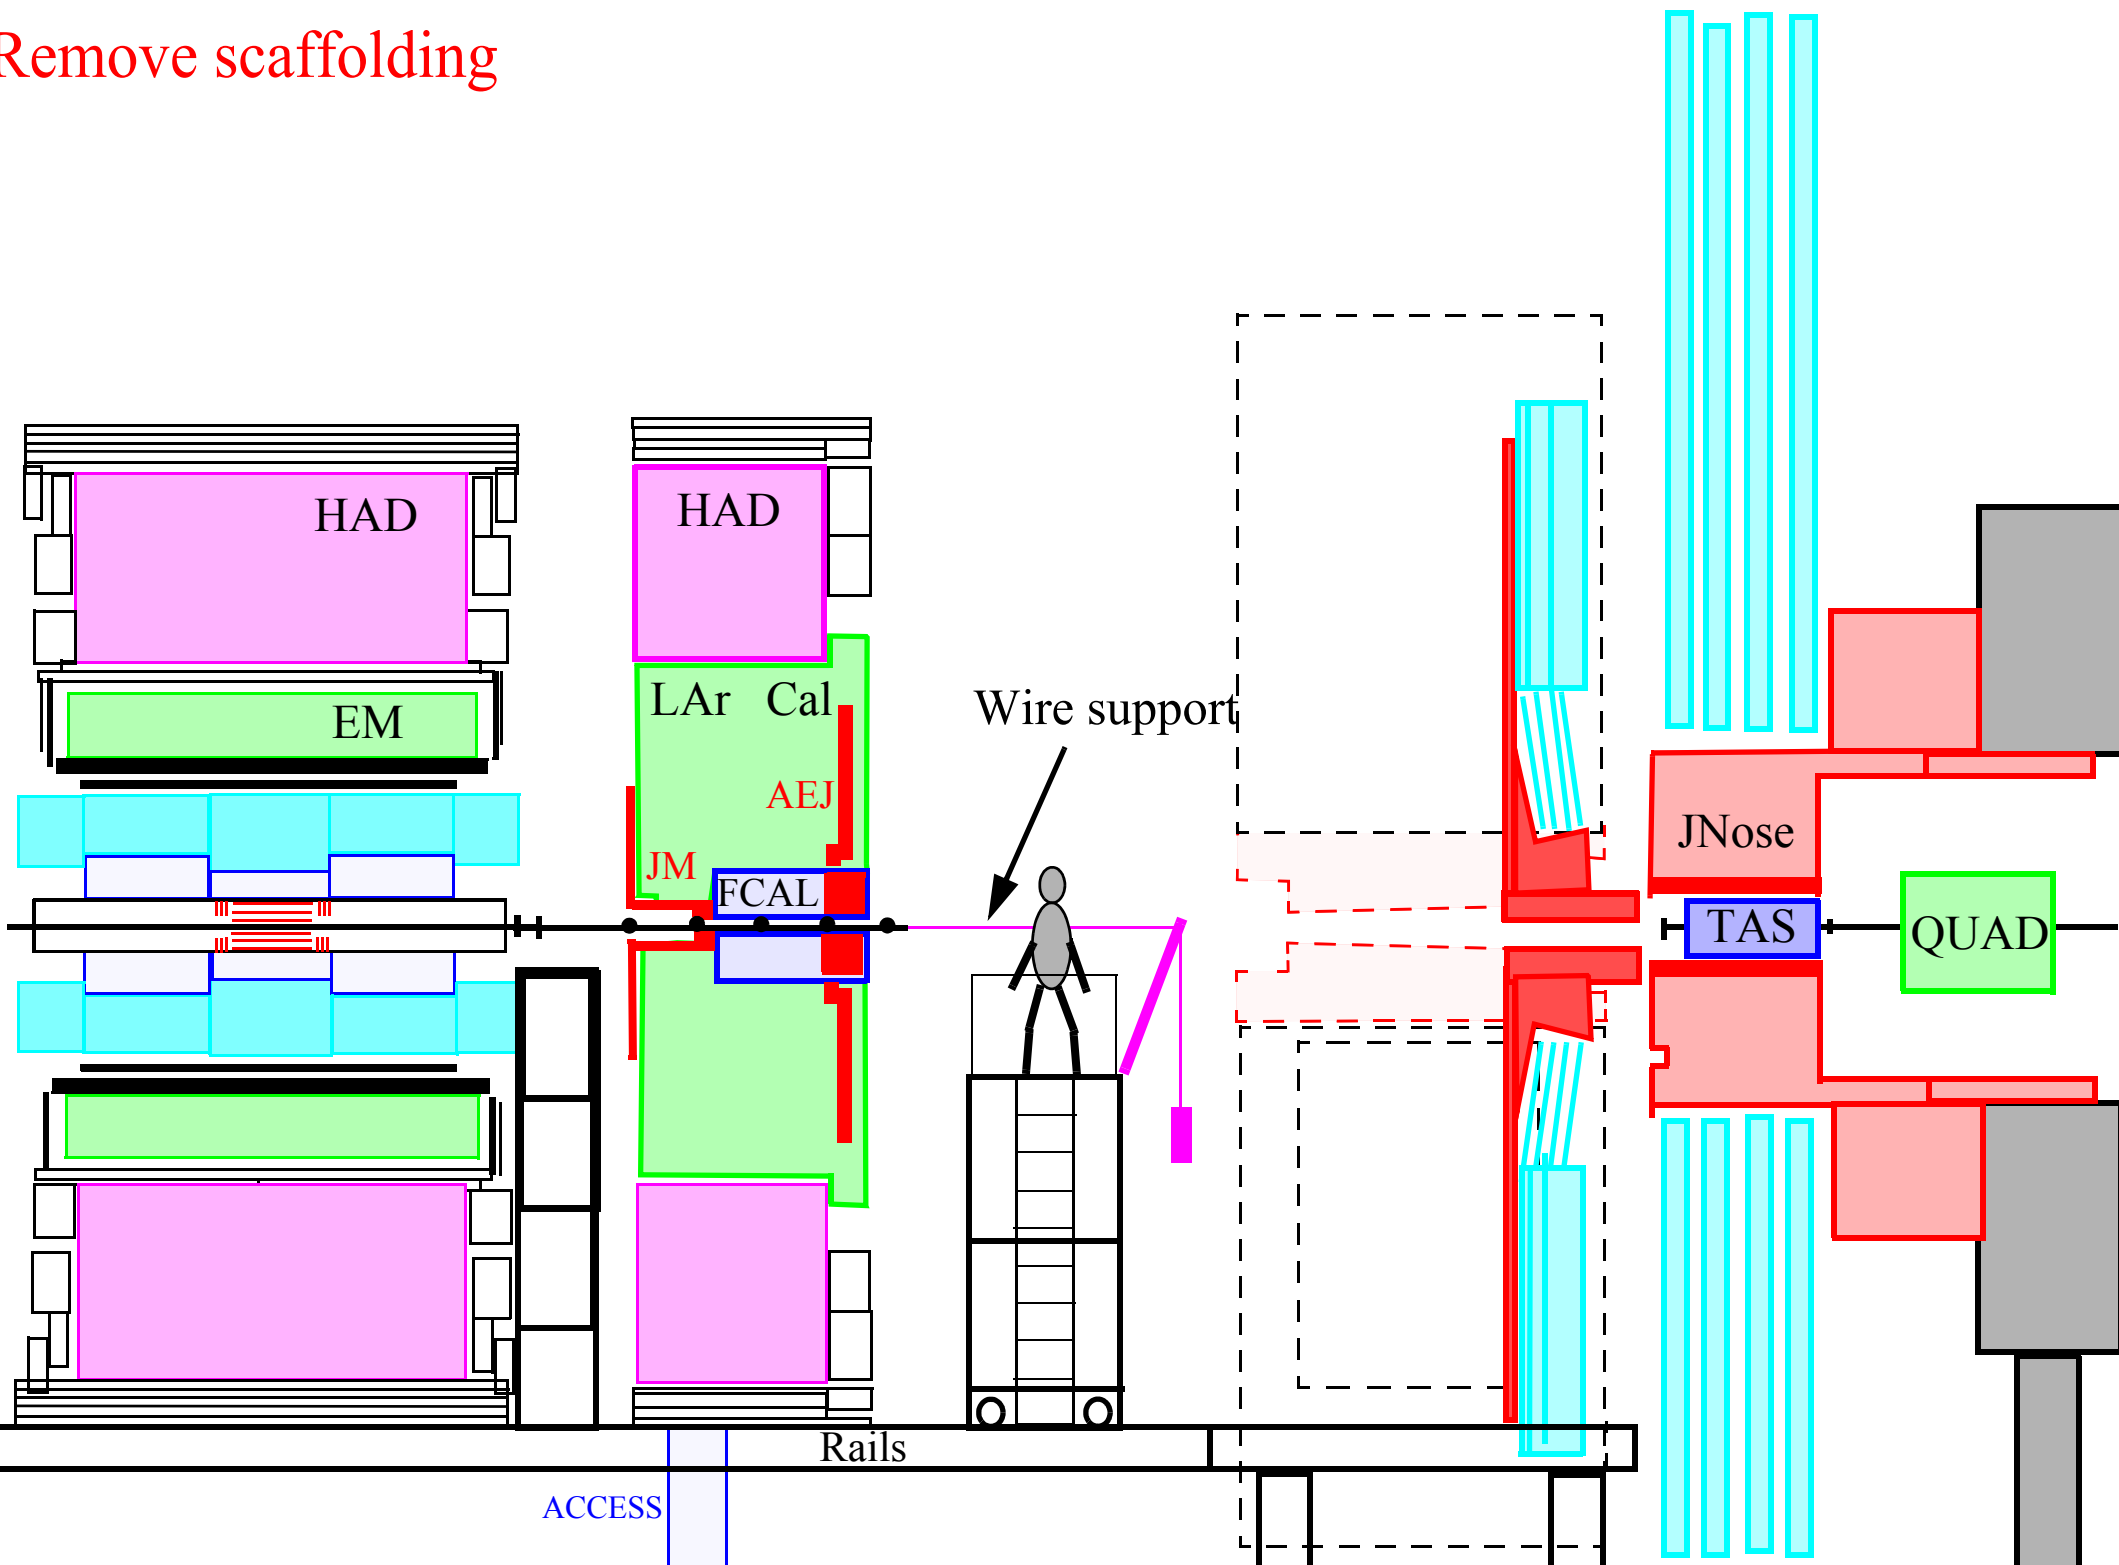 Remove scaffolding
HAD
HAD
EM
LAr Cal
Wire support
AEJ
JM
FCAL
JNose
TAS
QUAD
Rails
ACCESS